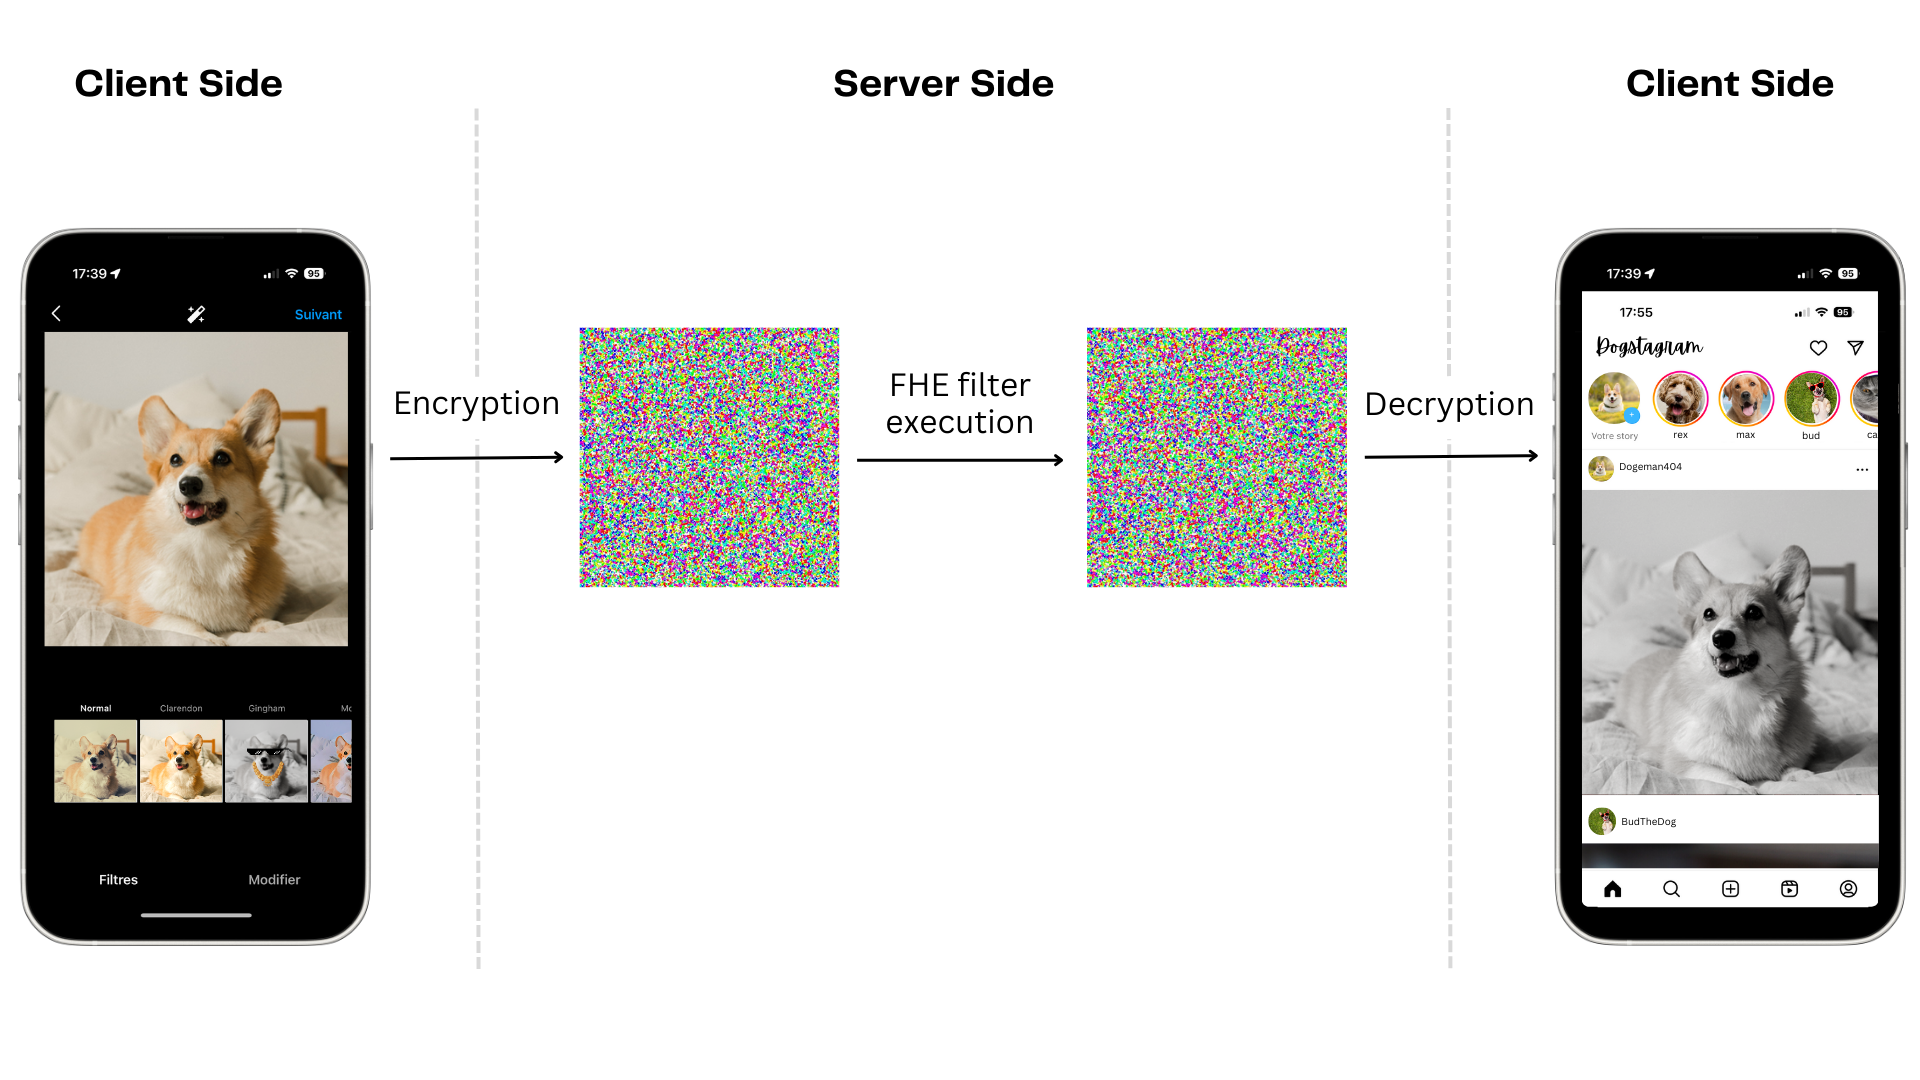 Client Side
Server Side
Client Side
17:39
95
Suivant
Normal
Clarendon
Gingham
Mo
Filtres
Modifier
Encryption
FHE filter
execution
Decryption
17:39
95
17:55
95
Dogstagram
Votre story
rex
max
bud
ca
Dogeman404
BudTheDog